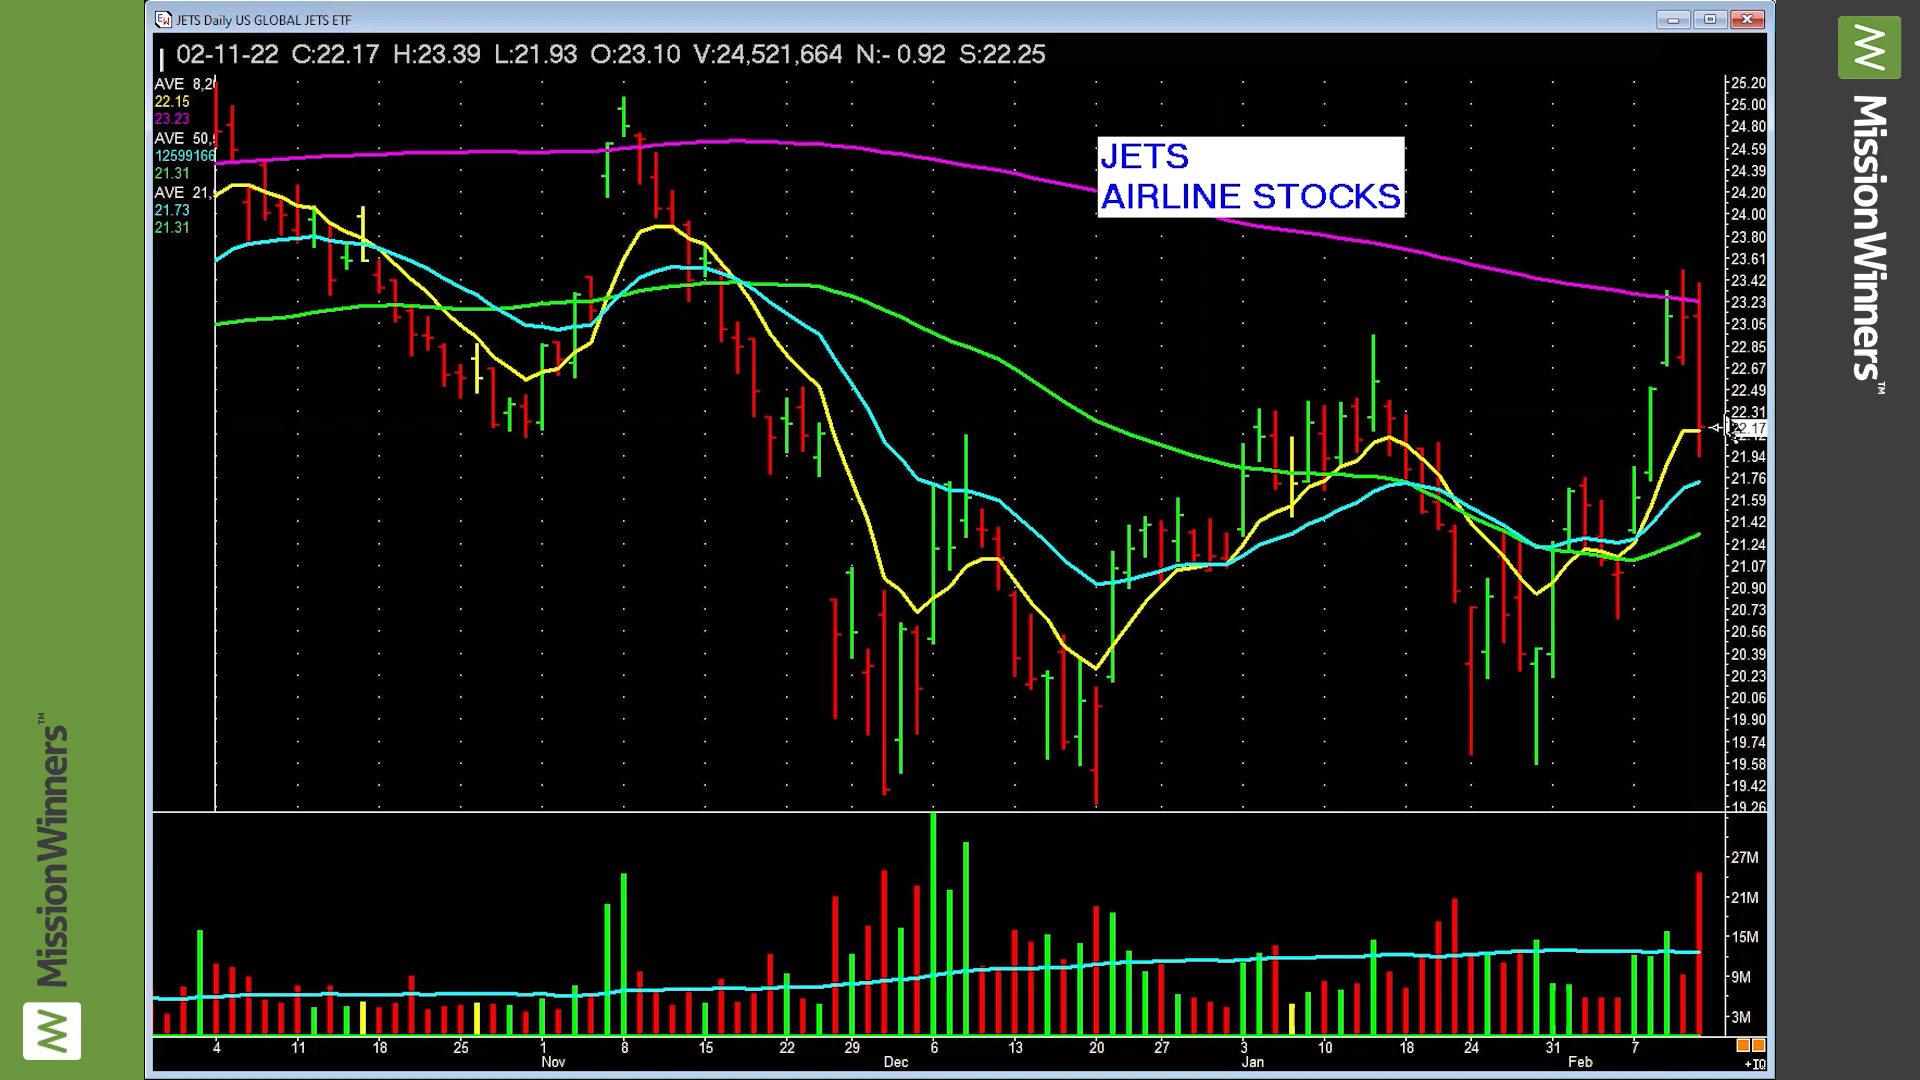 JETS Daily US GLOBAL JETS ETF
02-11-22 C:22.17 H:23.39 L:21.93 O:23.10 V:24,521,664 N:- 0.92 S:22.25
AVE 8,20
22.15
23.23
AVE 50,
12599166
21.31
AVE 21,
21.73
21.31
JETS
AIRLINE STOCKS
25.20
25.00
24.80
24.59
24.39
24.20
24.00
23.80
23.61
23.42
23.23
23.05
22.85
22.67
22.49
22.31
22.17
21.94
21.76
21.59
21.42
21.24
21.07
20.90
20.73
20.56
20.39
20.23
20.06
19.90
19.74
19.58
19.42
19.26
27M
21M
15M
9M
3M
4 11 18 25 1 8 15 22 29 6 13 20 27 3 10 18 24 31 7
Nov Dec Jan Feb
+IQ
MissionWinners™
MissionWinners™